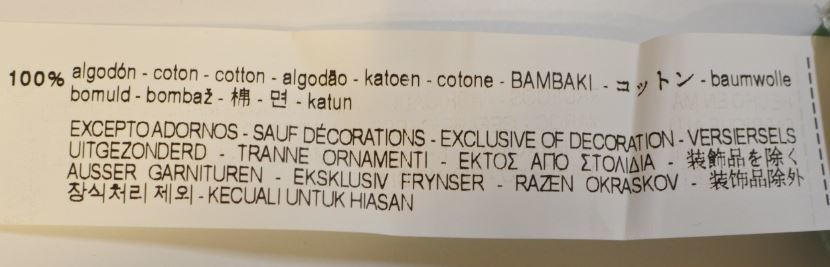 100% algodón - coton - cotton - algodão - katoen - cotone - BAMBAKI - コットン - baumwolle
bomuld - bombaž - 棉 - 면 - katun
EXCEPTO ADORNOS - SAUF DÉCORATIONS - EXCLUSIVE OF DECORATION - VERSIERSELS
UITGEZONDERD - TRANNE ORNAMENTI - ΕΚΤΟΣ ΑΠΟ ΣΤΟΛΙΔΙΑ - 装飾品を除く
AUSSER GARNITUREN - EKSKLUSIV FRYNSER - RAZEN OKRASKOV - 装饰品除外
장식처리 제외 - KECUALI UNTUK HIASAN